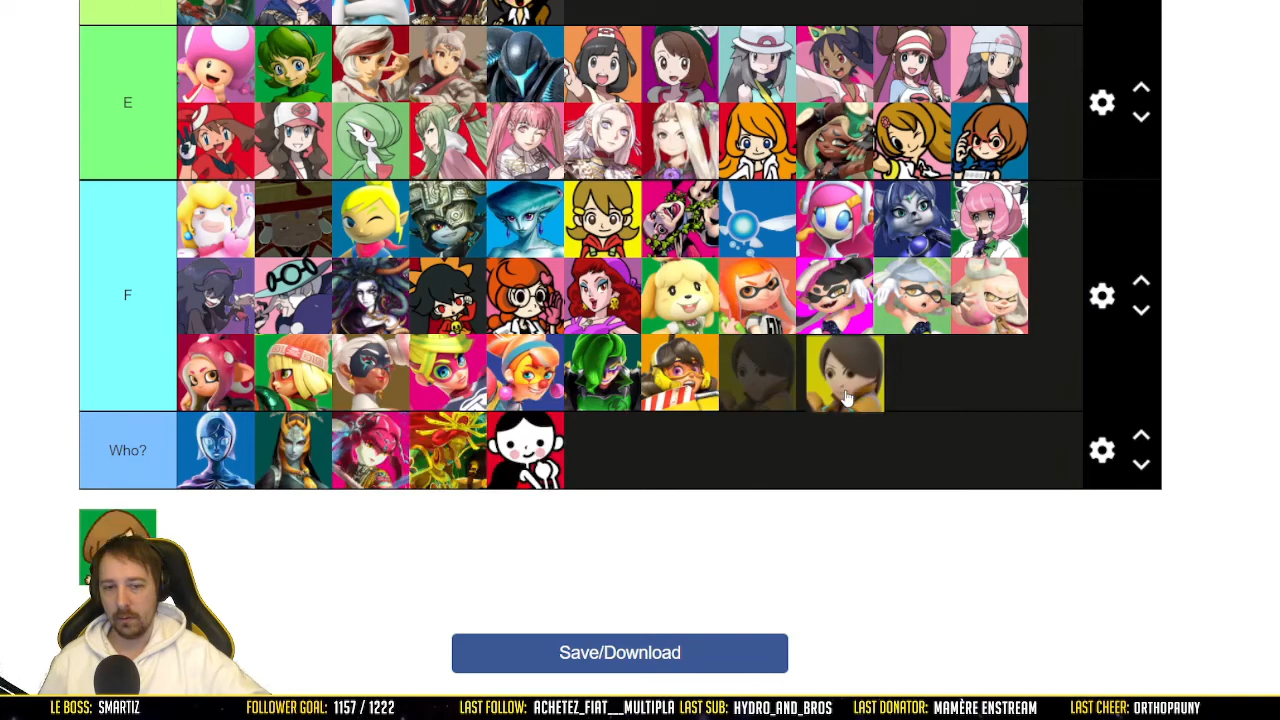 E
F
Who?
Save/Download
LE BOSS: SMARTIZ FOLLOWER GOAL: 1157 / 1222 LAST FOLLOW: ACHETEZ_FIAT__MULTIPLA LAST SUB: HYDRO_AND_BROS LAST DONATOR: MAMÈRE ENSTREAM LAST CHEER: ORTHOPAUNY